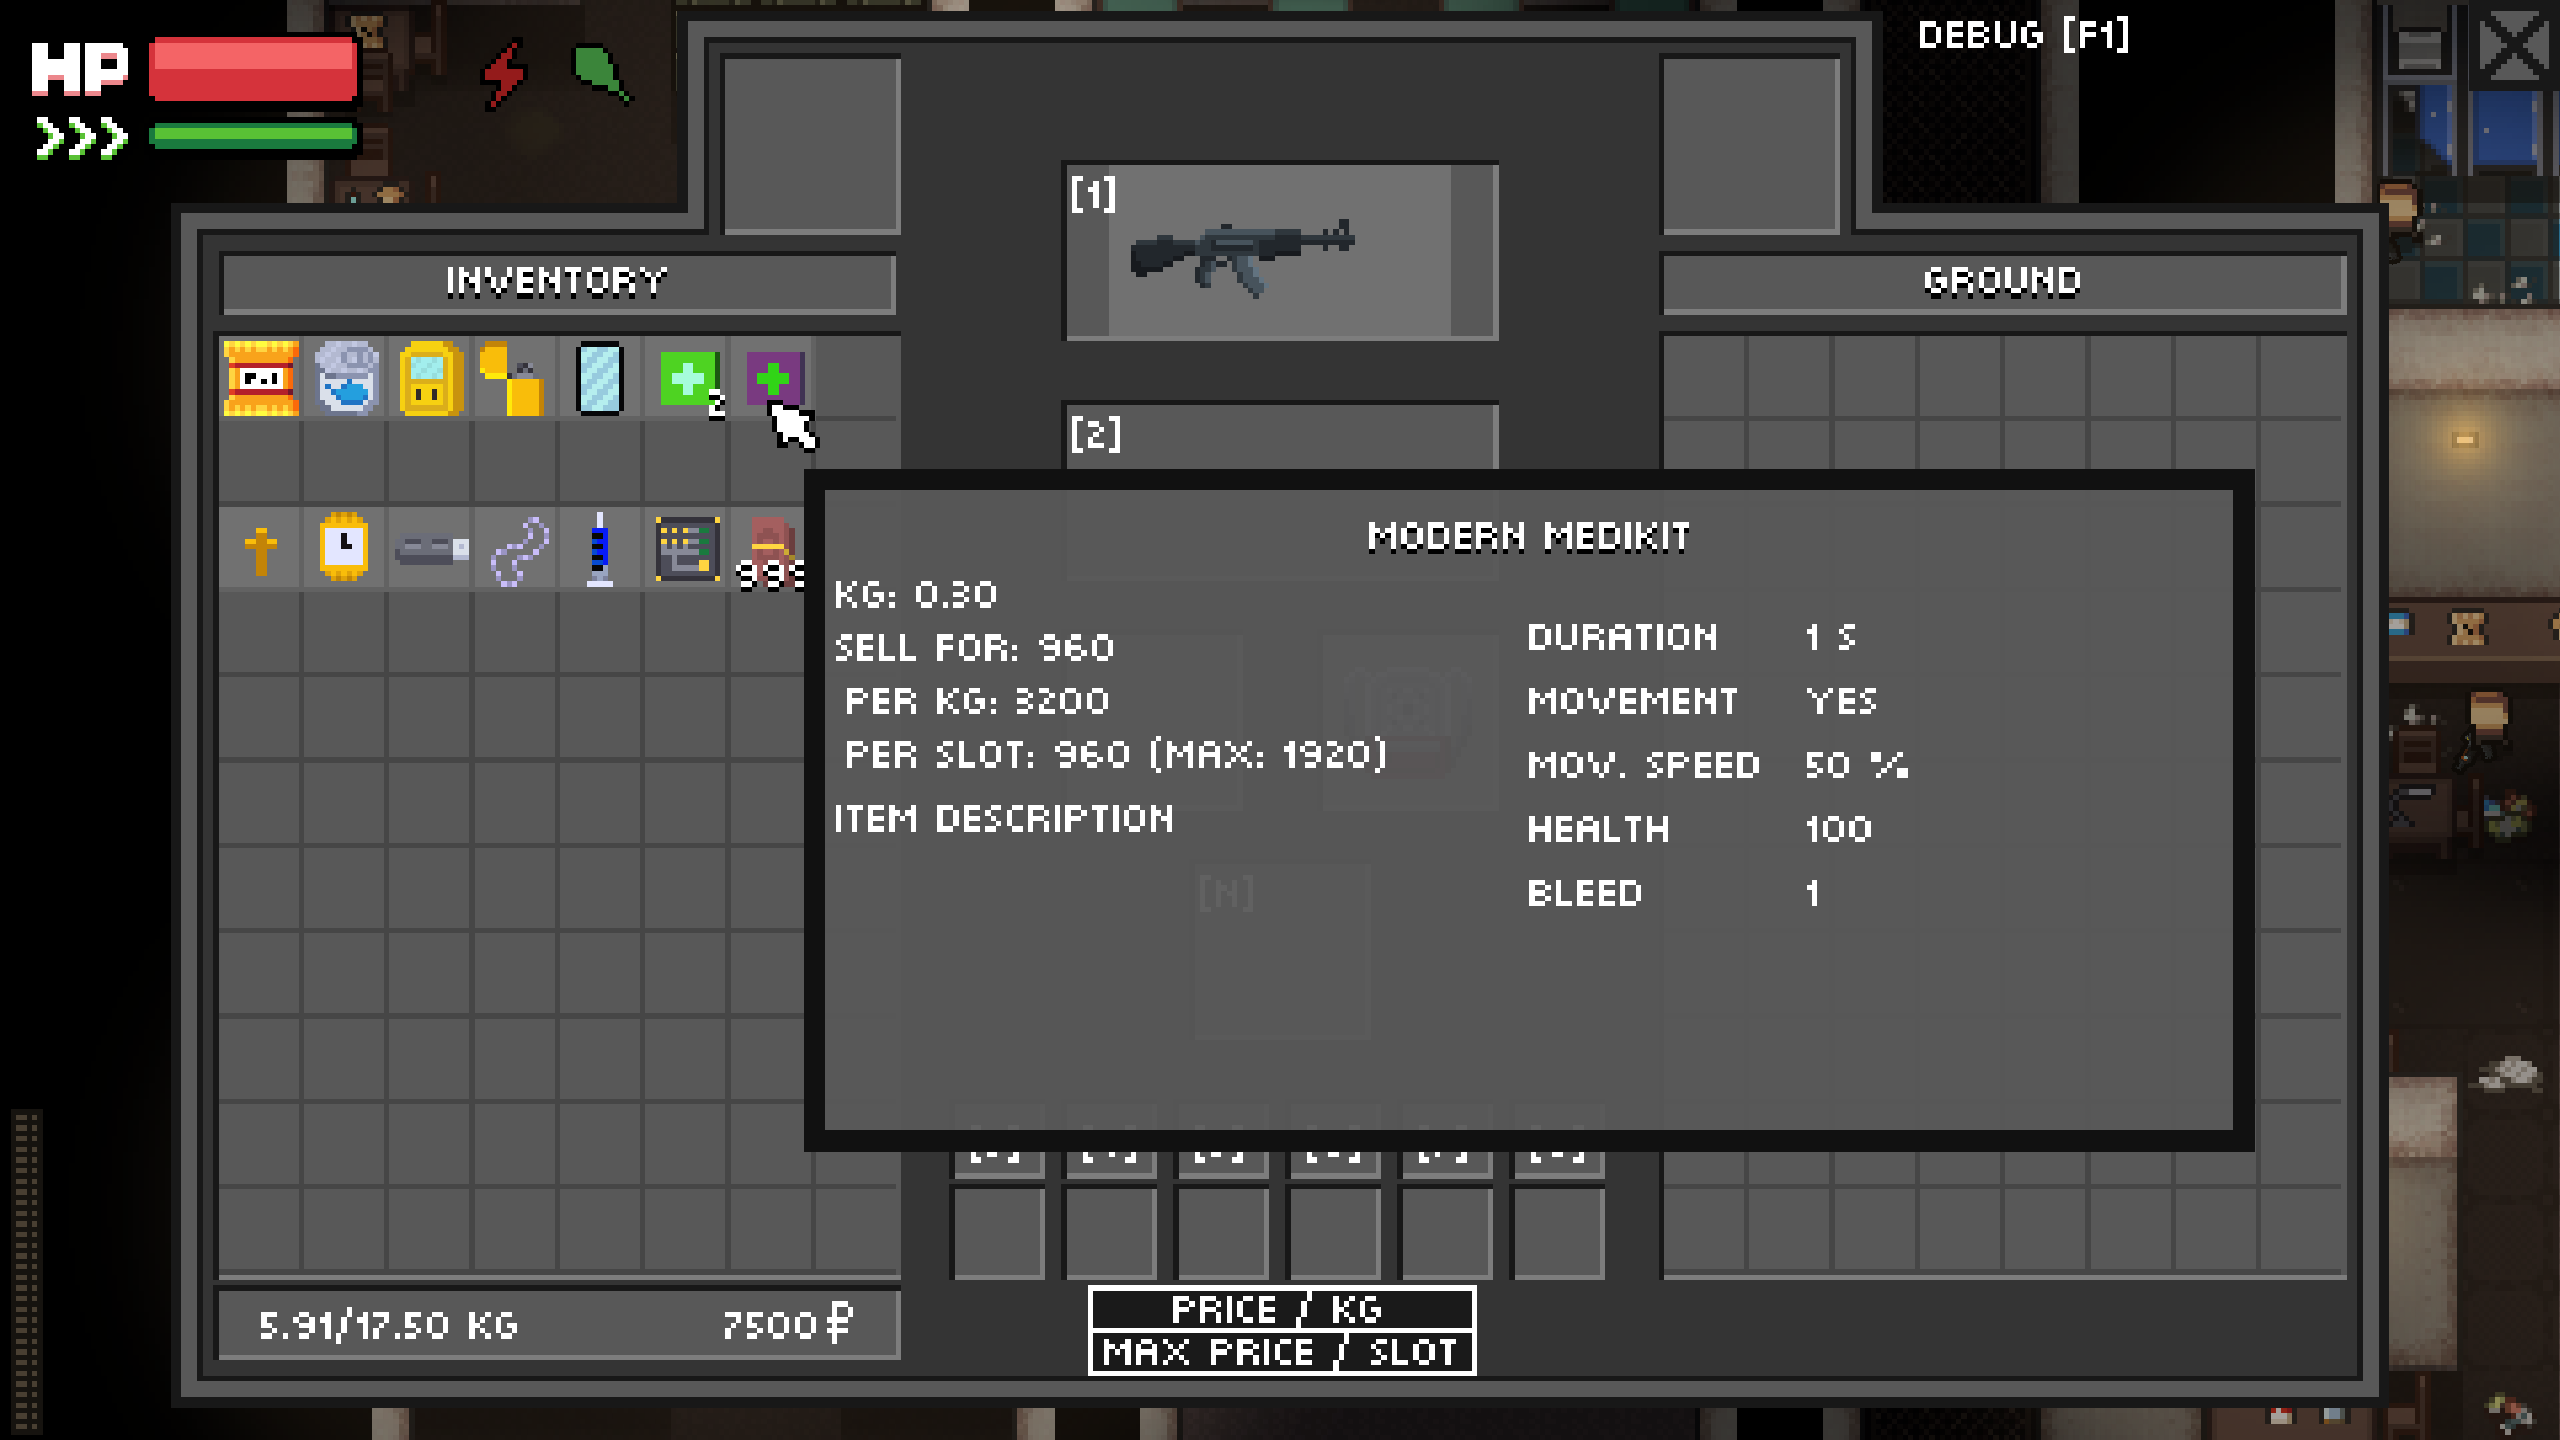 HP
DEBUG [F1]
[1]
INVENTORY
GROUND
2
[2]
MODERN MEDIKIT
KG: 0.30
SELL FOR: 960
PER KG: 3200
PER SLOT: 960 (MAX: 1920)
ITEM DESCRIPTION
DURATION 1 S
MOVEMENT YES
MOV. SPEED 50 %
HEALTH 100
BLEED 1
[N]
5.91/17.50 KG
7500₽
PRICE / KG
MAX PRICE / SLOT